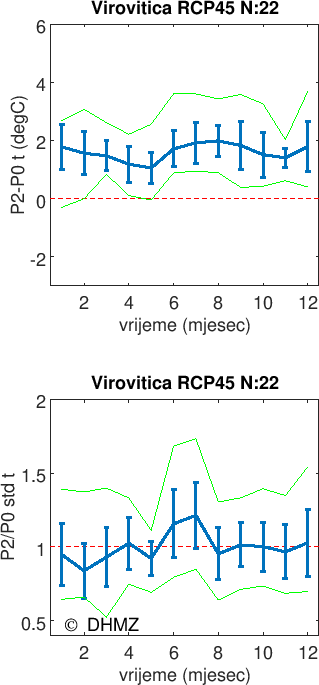 Virovitica RCP45 N:22
6
4
2
0
-2
P2-P0 t (degC)
2 4 6 8 10 12
vrijeme (mjesec)
Virovitica RCP45 N:22
2
1.5
1
0.5
P2/P0 std t
© DHMZ
2 4 6 8 10 12
vrijeme (mjesec)